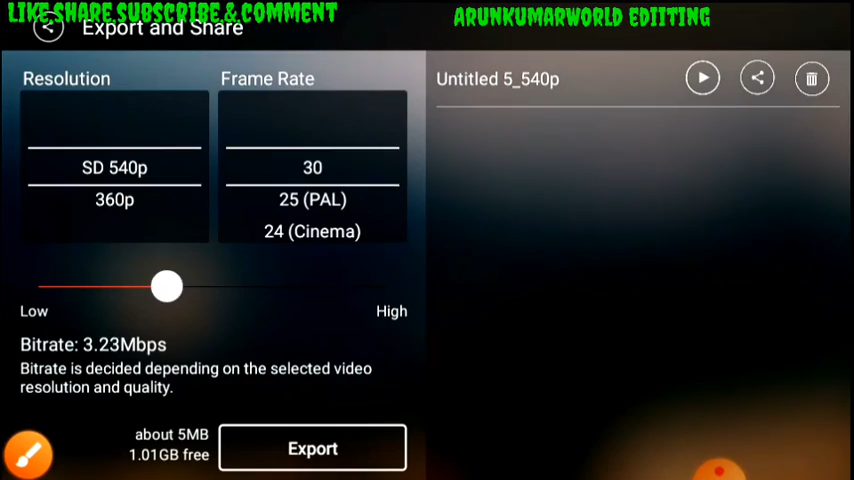 LIKE SHARE SUBSCRIBE & COMMENT
ARUNKUMARWORLD EDIITING
Export and Share
Resolution
Frame Rate
SD 540p
360p
30
25 (PAL)
24 (Cinema)
Low
High
Bitrate: 3.23Mbps
Bitrate is decided depending on the selected video
resolution and quality.
about 5MB
1.01GB free
Export
Untitled 5_540p